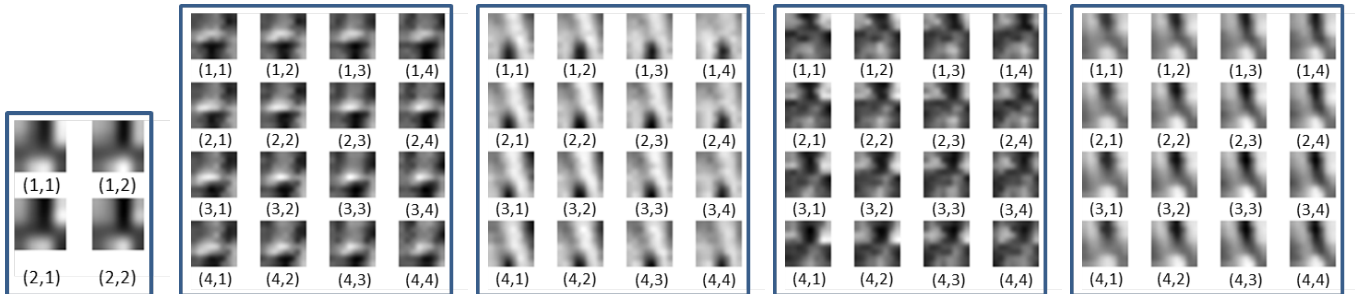 (1,1) (1,2)
(2,1) (2,2)
(1,1) (1,2) (1,3) (1,4)
(2,1) (2,2) (2,3) (2,4)
(3,1) (3,2) (3,3) (3,4)
(4,1) (4,2) (4,3) (4,4)
(1,1) (1,2) (1,3) (1,4)
(2,1) (2,2) (2,3) (2,4)
(3,1) (3,2) (3,3) (3,4)
(4,1) (4,2) (4,3) (4,4)
(1,1) (1,2) (1,3) (1,4)
(2,1) (2,2) (2,3) (2,4)
(3,1) (3,2) (3,3) (3,4)
(4,1) (4,2) (4,3) (4,4)
(1,1) (1,2) (1,3) (1,4)
(2,1) (2,2) (2,3) (2,4)
(3,1) (3,2) (3,3) (3,4)
(4,1) (4,2) (4,3) (4,4)